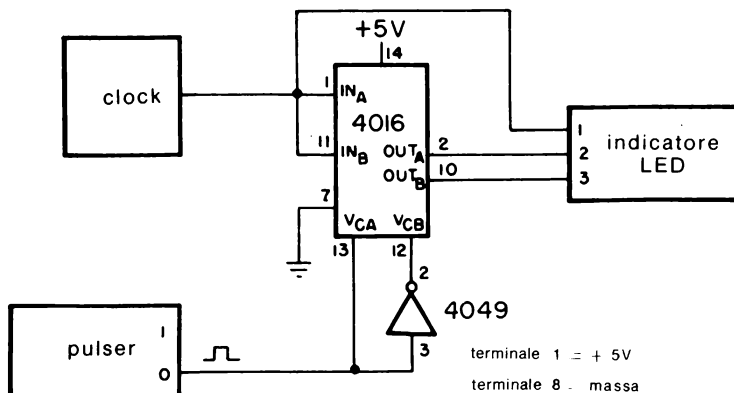 +5V
14
clock
1
IN_A
4016
11
IN_B
OUT_A
2
OUT_B
10
7
V_CA
V_CB
13
12
1
2
3
indicatore
LED
2
4049
3
pulser
1
0
terminale 1 = + 5V
terminale 8 - massa